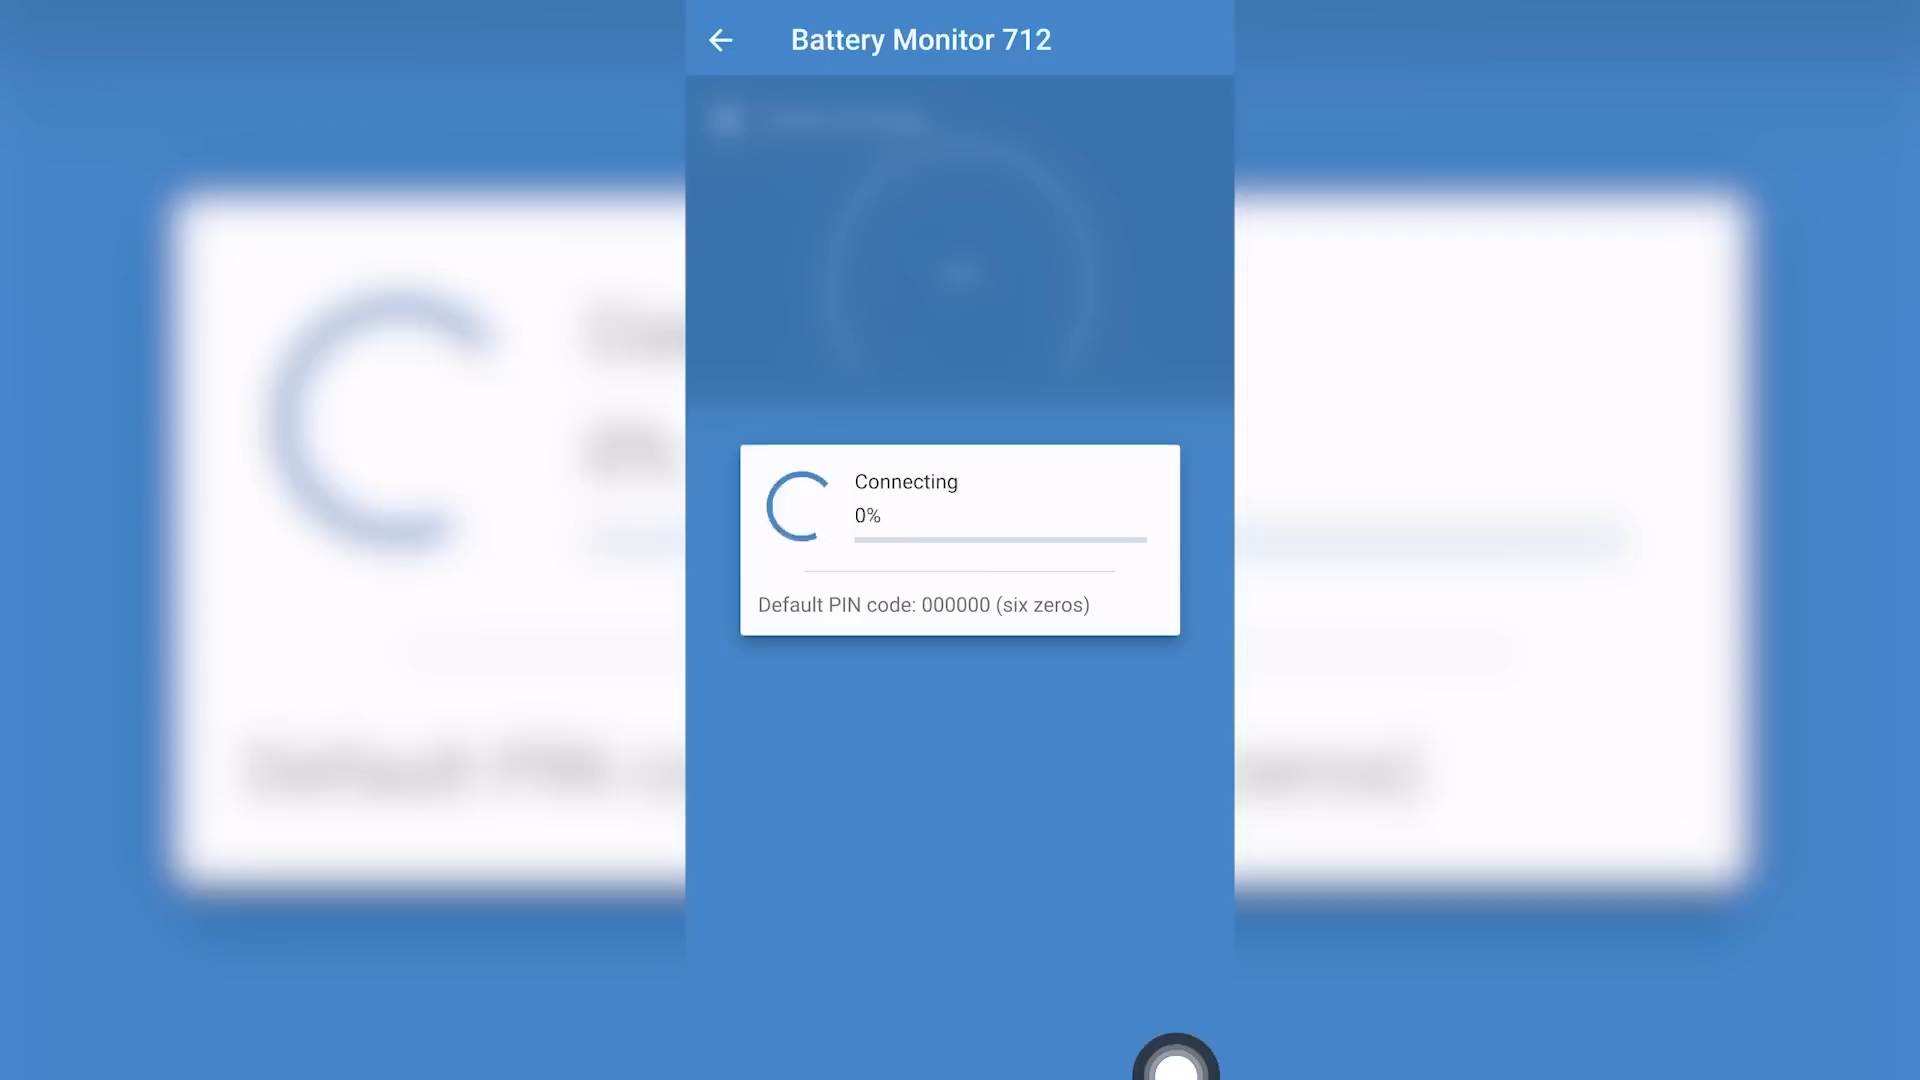 Battery Monitor 712
Connecting
0%
Default PIN code: 000000 (six zeros)